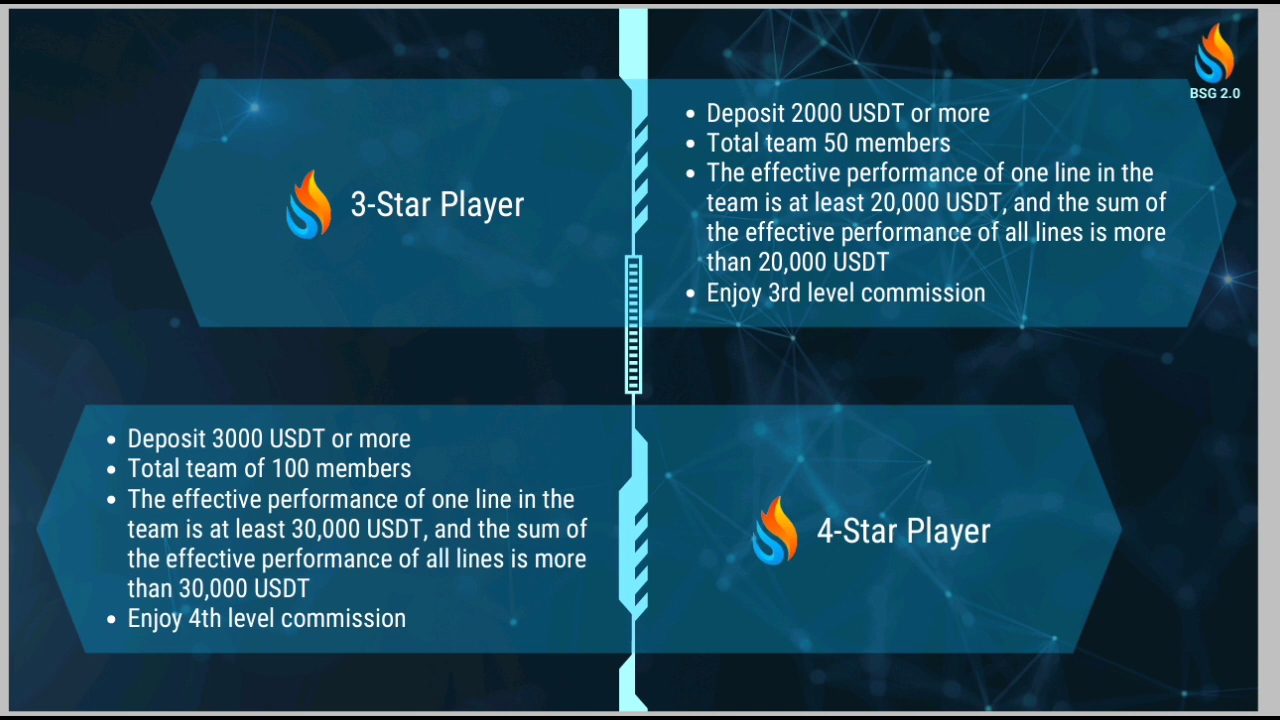 BSG 2.0
3-Star Player
• Deposit 2000 USDT or more
• Total team 50 members
• The effective performance of one line in the
team is at least 20,000 USDT, and the sum of
the effective performance of all lines is more
than 20,000 USDT
• Enjoy 3rd level commission
• Deposit 3000 USDT or more
• Total team of 100 members
• The effective performance of one line in the
team is at least 30,000 USDT, and the sum of
the effective performance of all lines is more
than 30,000 USDT
• Enjoy 4th level commission
4-Star Player